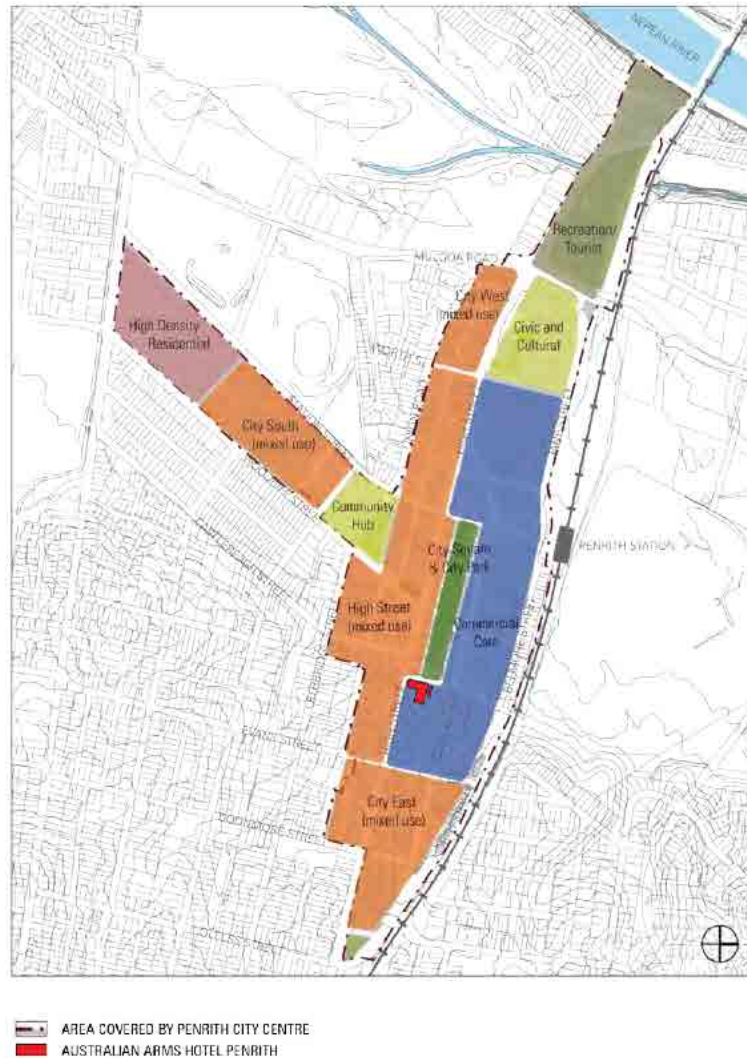 NEPEAN RIVER
Recreation/
Tourist
MULGOA ROAD
City West
(mixed use)
Civic and
Cultural
High Density
Residential
City South
(mixed use)
Community
Hub
City Square
& City Park
PENRITH STATION
High Street
(mixed use)
Commercial
Core
City East
(mixed use)
AREA COVERED BY PENRITH CITY CENTRE
AUSTRALIAN ARMS HOTEL PENRITH